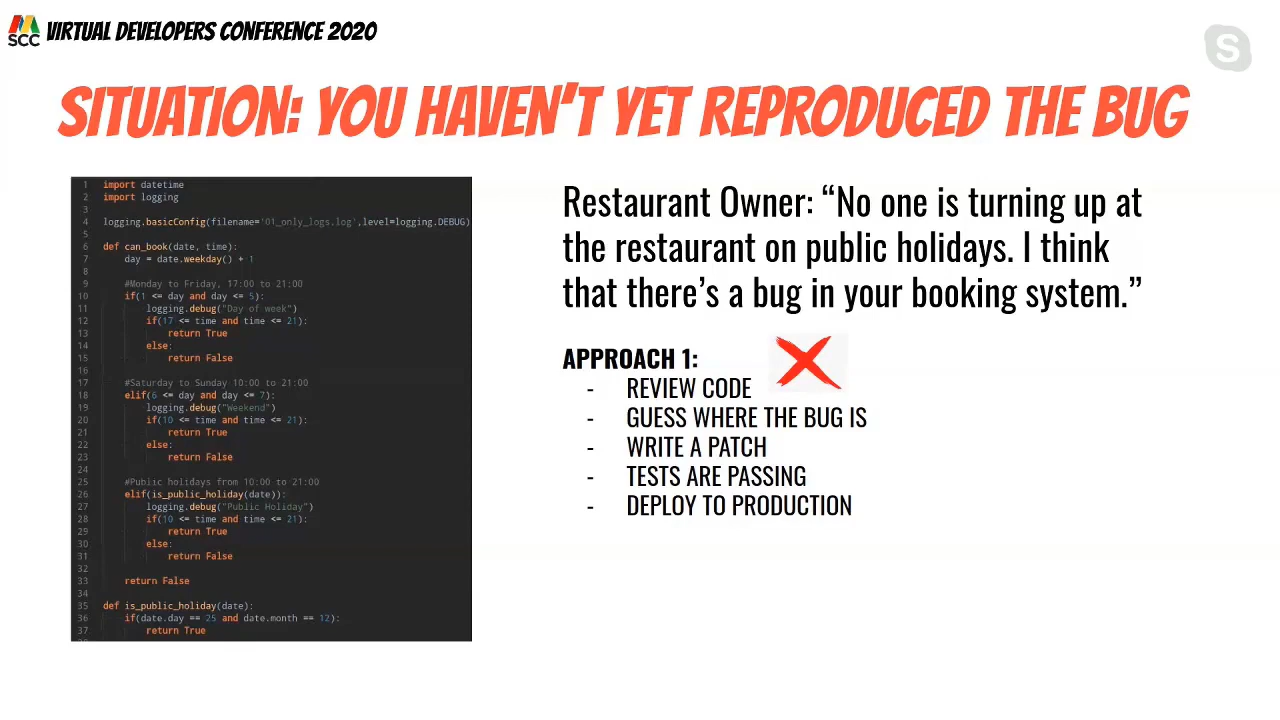 SCC VIRTUAL DEVELOPERS CONFERENCE 2020
S
SITUATION: YOU HAVEN'T YET REPRODUCED THE BUG
1 import datetime
2 import logging
3
4 logging.basicConfig(filename='01_only_logs.log',level=logging.DEBUG)
5
6 def can_book(date, time):
7 day = date.weekday() + 1
8
9 #Monday to Friday, 17:00 to 21:00
10 if(1 <= day and day <= 5):
11 logging.debug("Day of week")
12 if(17 <= time and time <= 21):
13 return True
14 else:
15 return False
16
17 #Saturday to Sunday 10:00 to 21:00
18 elif(6 <= day and day <= 7):
19 logging.debug("Weekend")
20 if(10 <= time and time <= 21):
21 return True
22 else:
23 return False
24
25 #Public holidays from 10:00 to 21:00
26 elif(is_public_holiday(date)):
27 logging.debug("Public Holiday")
28 if(10 <= time and time <= 21):
29 return True
30 else:
31 return False
32
33 return False
34
35 def is_public_holiday(date):
36 if(date.day == 25 and date.month == 12):
37 return True
Restaurant Owner: “No one is turning up at
the restaurant on public holidays. I think
that there’s a bug in your booking system.”
APPROACH 1:
- REVIEW CODE
- GUESS WHERE THE BUG IS
- WRITE A PATCH
- TESTS ARE PASSING
- DEPLOY TO PRODUCTION